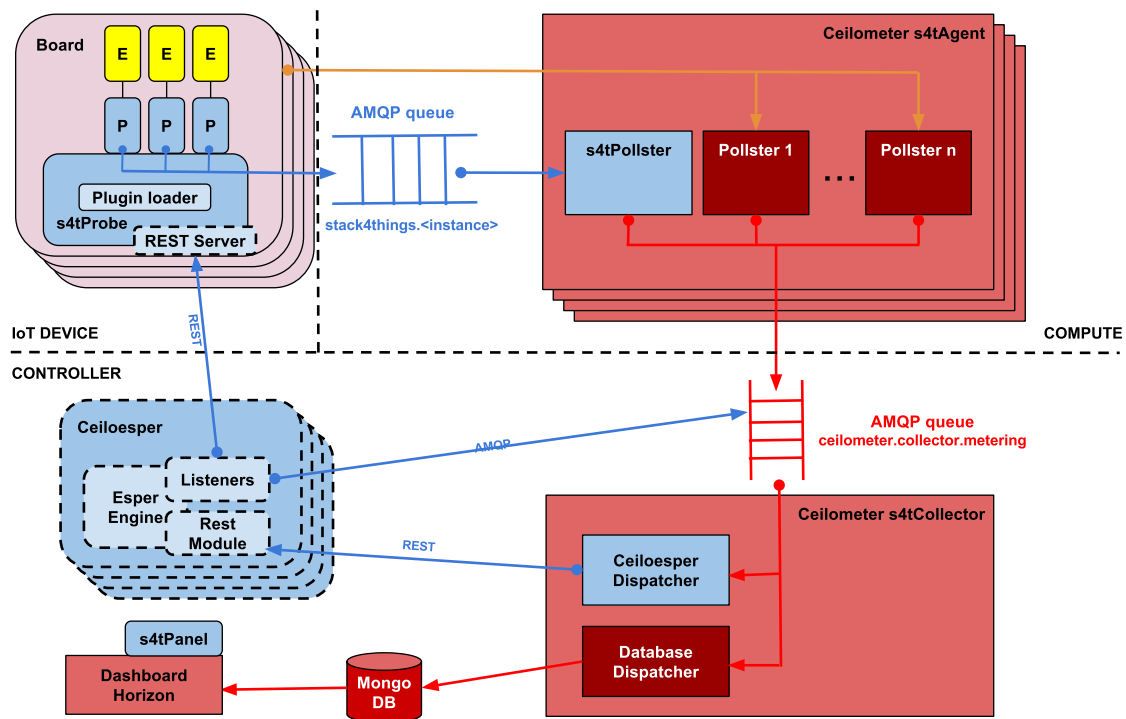 Board
E E E
P P P
Plugin loader
s4tProbe
REST Server
IoT DEVICE
AMQP queue
stack4things.<instance>
Ceilometer s4tAgent
s4tPollster
Pollster 1
...
Pollster n
COMPUTE
CONTROLLER
REST
Ceiloesper
Listeners
Esper
Engine
Rest
Module
AMQP
REST
AMQP queue
ceilometer.collector.metering
Ceilometer s4tCollector
Ceiloesper
Dispatcher
Database
Dispatcher
s4tPanel
Dashboard
Horizon
Mongo
DB